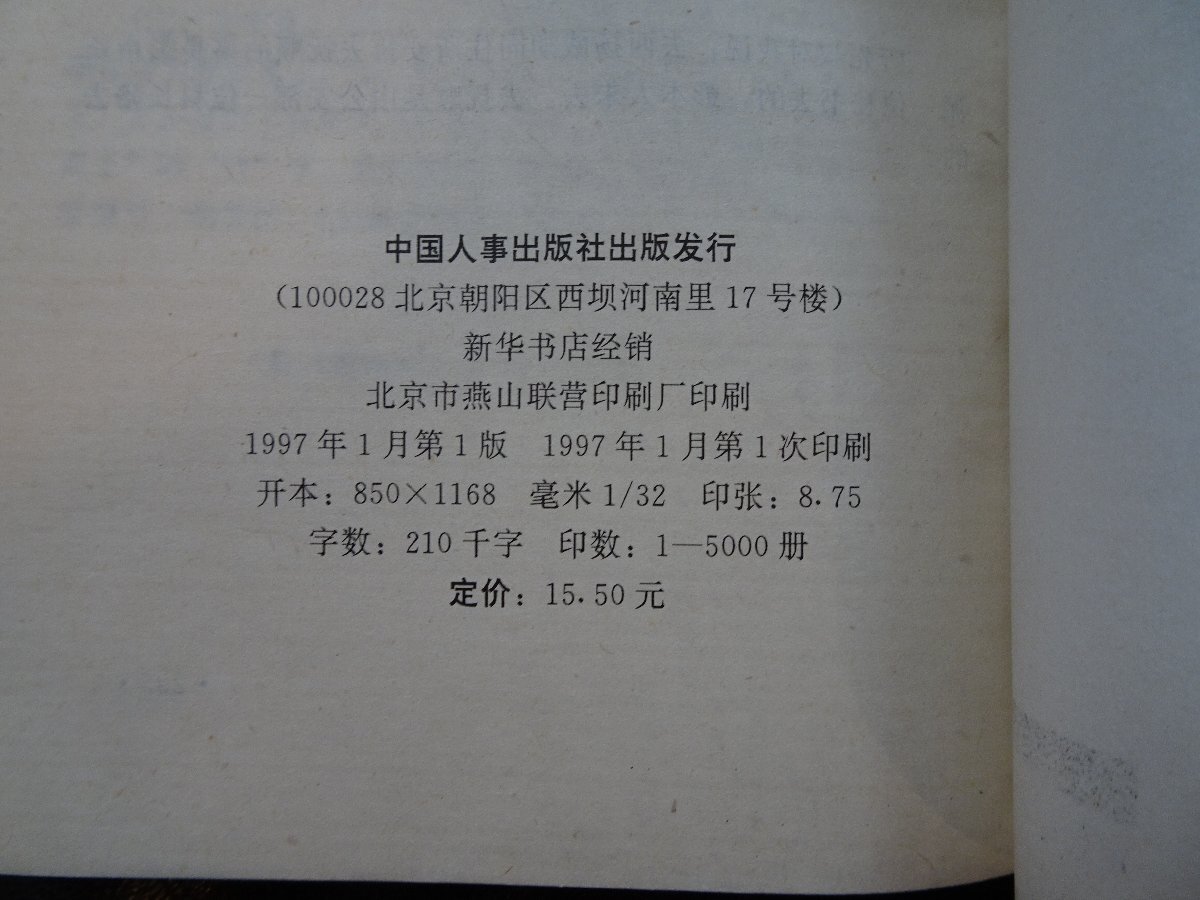 中国人事出版社出版发行
（100028 北京朝阳区西坝河南里 17 号楼）
新华书店经销
北京市燕山联营印刷厂印刷
1997 年 1 月第 1 版　1997 年 1 月第 1 次印刷
开本：850×1168　毫米 1/32　印张：8.75
字数：210 千字　印数：1—5000 册
定价：15.50 元